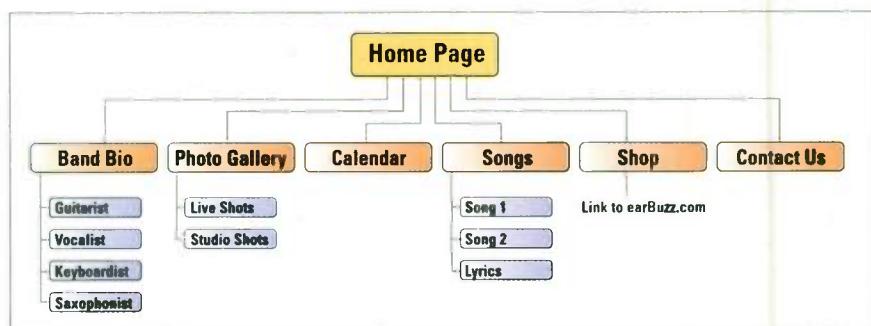 Home Page
Band Bio
Photo Gallery
Calendar
Songs
Shop
Contact Us
Guitarist
Vocalist
Keyboardist
Saxophonist
Live Shots
Studio Shots
Song 1
Song 2
Lyrics
Link to earBuzz.com